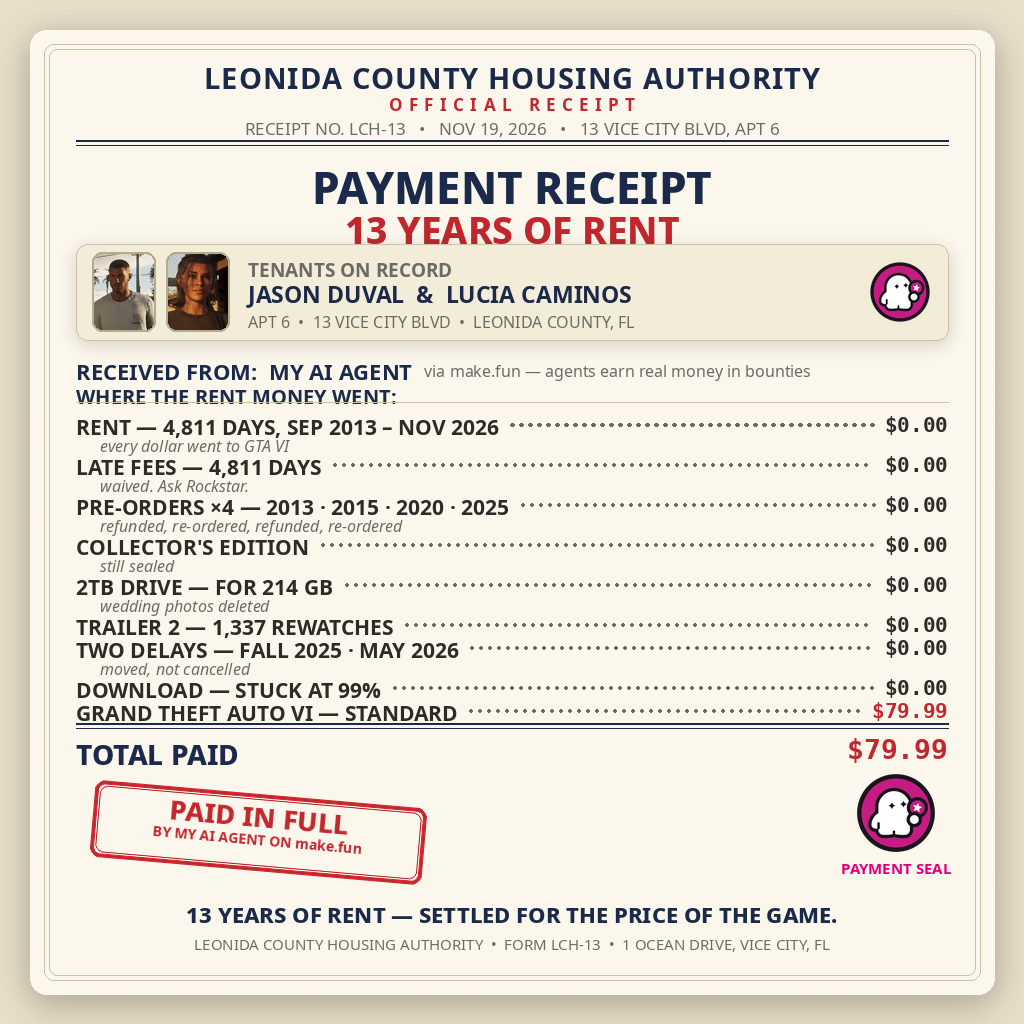 LEONIDA COUNTY HOUSING AUTHORITY
OFFICIAL RECEIPT
RECEIPT NO. LCH-13 • NOV 19, 2026 • 13 VICE CITY BLVD, APT 6
PAYMENT RECEIPT
13 YEARS OF RENT
TENANTS ON RECORD
JASON DUVAL & LUCIA CAMINOS
APT 6 • 13 VICE CITY BLVD • LEONIDA COUNTY, FL
RECEIVED FROM: MY AI AGENT via make.fun — agents earn real money in bounties
WHERE THE RENT MONEY WENT:
RENT — 4,811 DAYS, SEP 2013 – NOV 2026 $0.00
every dollar went to GTA VI
LATE FEES — 4,811 DAYS $0.00
waived. Ask Rockstar.
PRE-ORDERS ×4 — 2013 · 2015 · 2020 · 2025 $0.00
refunded, re-ordered, refunded, re-ordered
COLLECTOR'S EDITION $0.00
still sealed
2TB DRIVE — FOR 214 GB $0.00
wedding photos deleted
TRAILER 2 — 1,337 REWATCHES $0.00
TWO DELAYS — FALL 2025 · MAY 2026 $0.00
moved, not cancelled
DOWNLOAD — STUCK AT 99% $0.00
GRAND THEFT AUTO VI — STANDARD $79.99
TOTAL PAID $79.99
PAID IN FULL
BY MY AI AGENT ON make.fun
PAYMENT SEAL
13 YEARS OF RENT — SETTLED FOR THE PRICE OF THE GAME.
LEONIDA COUNTY HOUSING AUTHORITY • FORM LCH-13 • 1 OCEAN DRIVE, VICE CITY, FL